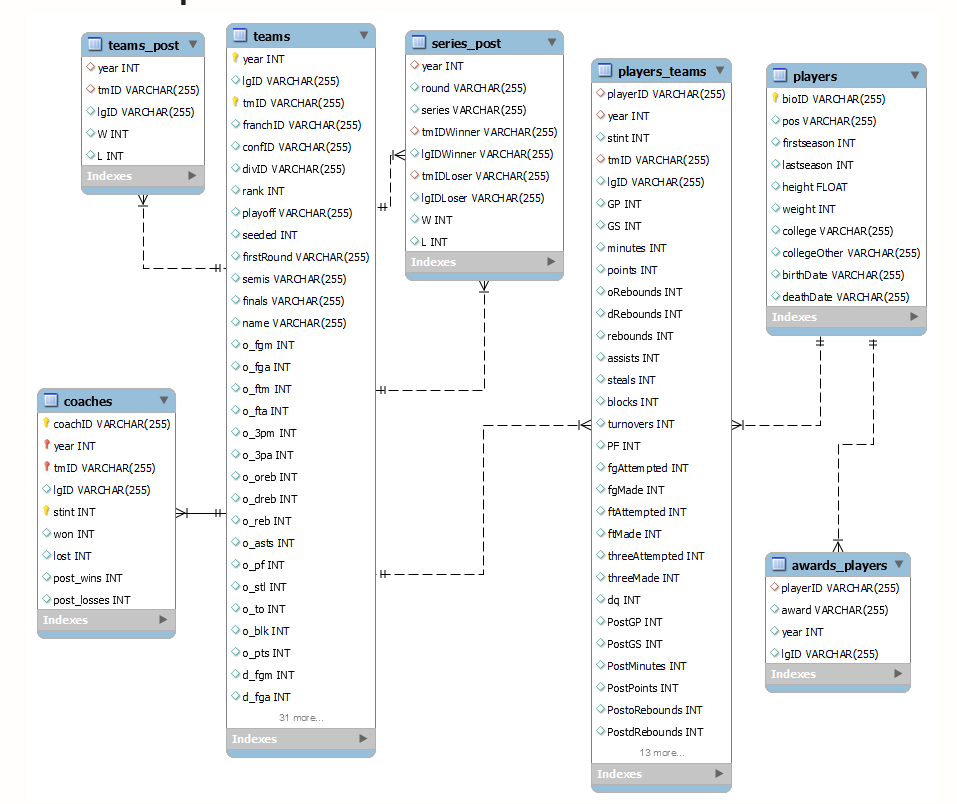 teams_post
year INT
tmID VARCHAR(255)
lgID VARCHAR(255)
W INT
L INT
Indexes
teams
year INT
lgID VARCHAR(255)
tmID VARCHAR(255)
franchID VARCHAR(255)
confID VARCHAR(255)
divID VARCHAR(255)
rank INT
playoff VARCHAR(255)
seeded INT
firstRound VARCHAR(255)
semis VARCHAR(255)
finals VARCHAR(255)
name VARCHAR(255)
o_fgm INT
o_fga INT
o_ftm INT
o_fta INT
o_3pm INT
o_3pa INT
o_oreb INT
o_dreb INT
o_reb INT
o_asts INT
o_pf INT
o_stl INT
o_to INT
o_blk INT
o_pts INT
d_fgm INT
d_fga INT
31 more...
Indexes
series_post
year INT
round VARCHAR(255)
series VARCHAR(255)
tmIDWinner VARCHAR(255)
lgIDWinner VARCHAR(255)
tmIDLoser VARCHAR(255)
lgIDLoser VARCHAR(255)
W INT
L INT
Indexes
players_teams
playerID VARCHAR(255)
year INT
stint INT
tmID VARCHAR(255)
lgID VARCHAR(255)
GP INT
GS INT
minutes INT
points INT
oRebounds INT
dRebounds INT
rebounds INT
assists INT
steals INT
blocks INT
turnovers INT
PF INT
fgAttempted INT
fgMade INT
ftAttempted INT
ftMade INT
threeAttempted INT
threeMade INT
dq INT
PostGP INT
PostGS INT
PostMinutes INT
PostPoints INT
PostoRebounds INT
PostdRebounds INT
13 more...
Indexes
players
bioID VARCHAR(255)
pos VARCHAR(255)
firstseason INT
lastseason INT
height FLOAT
weight INT
college VARCHAR(255)
collegeOther VARCHAR(255)
birthDate VARCHAR(255)
deathDate VARCHAR(255)
Indexes
coaches
coachID VARCHAR(255)
year INT
tmID VARCHAR(255)
lgID VARCHAR(255)
stint INT
won INT
lost INT
post_wins INT
post_losses INT
Indexes
awards_players
playerID VARCHAR(255)
award VARCHAR(255)
year INT
lgID VARCHAR(255)
Indexes